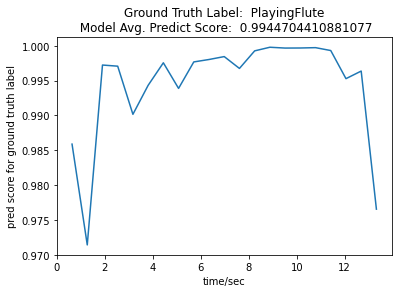 Ground Truth Label:  PlayingFlute
Model Avg. Predict Score:  0.9944704410881077
pred score for ground truth label
1.000
0.995
0.990
0.985
0.980
0.975
0.970
0 2 4 6 8 10 12
time/sec